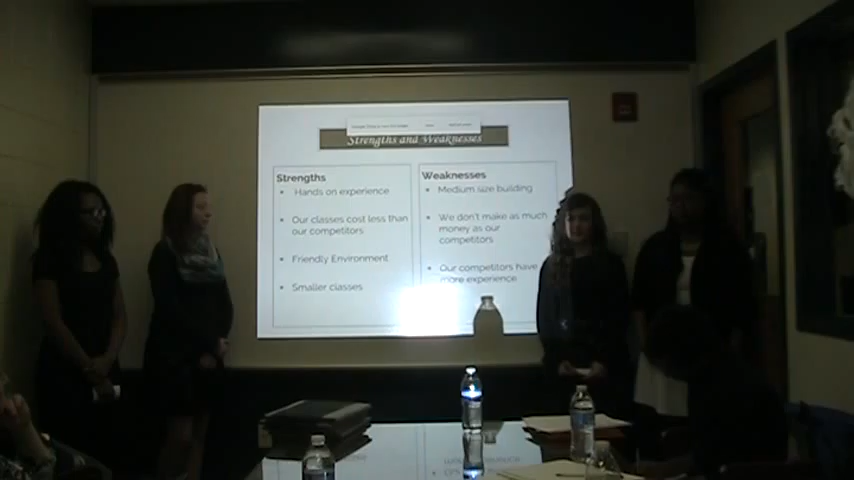 Strengths and Weaknesses
Strengths
Hands on experience
Our classes cost less than
our competitors
Friendly Environment
Smaller classes
Weaknesses
Medium size building
We don't make as much
money as our
competitors
Our competitors have
more experience